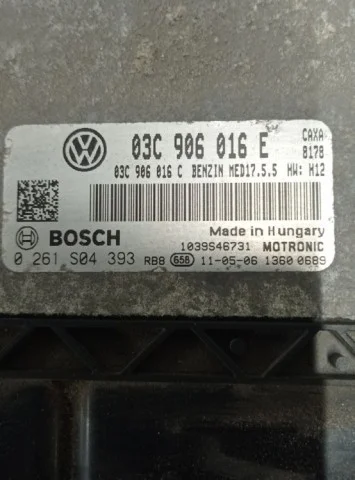 03C 906 016 E CAXA
8178
03C 906 016 C BENZIN MED17.5.5 HW: H12
BOSCH Made in Hungary
1039S46731 MOTRONIC
0 261 S04 393 RB8 658 11-05-06 1360 0689